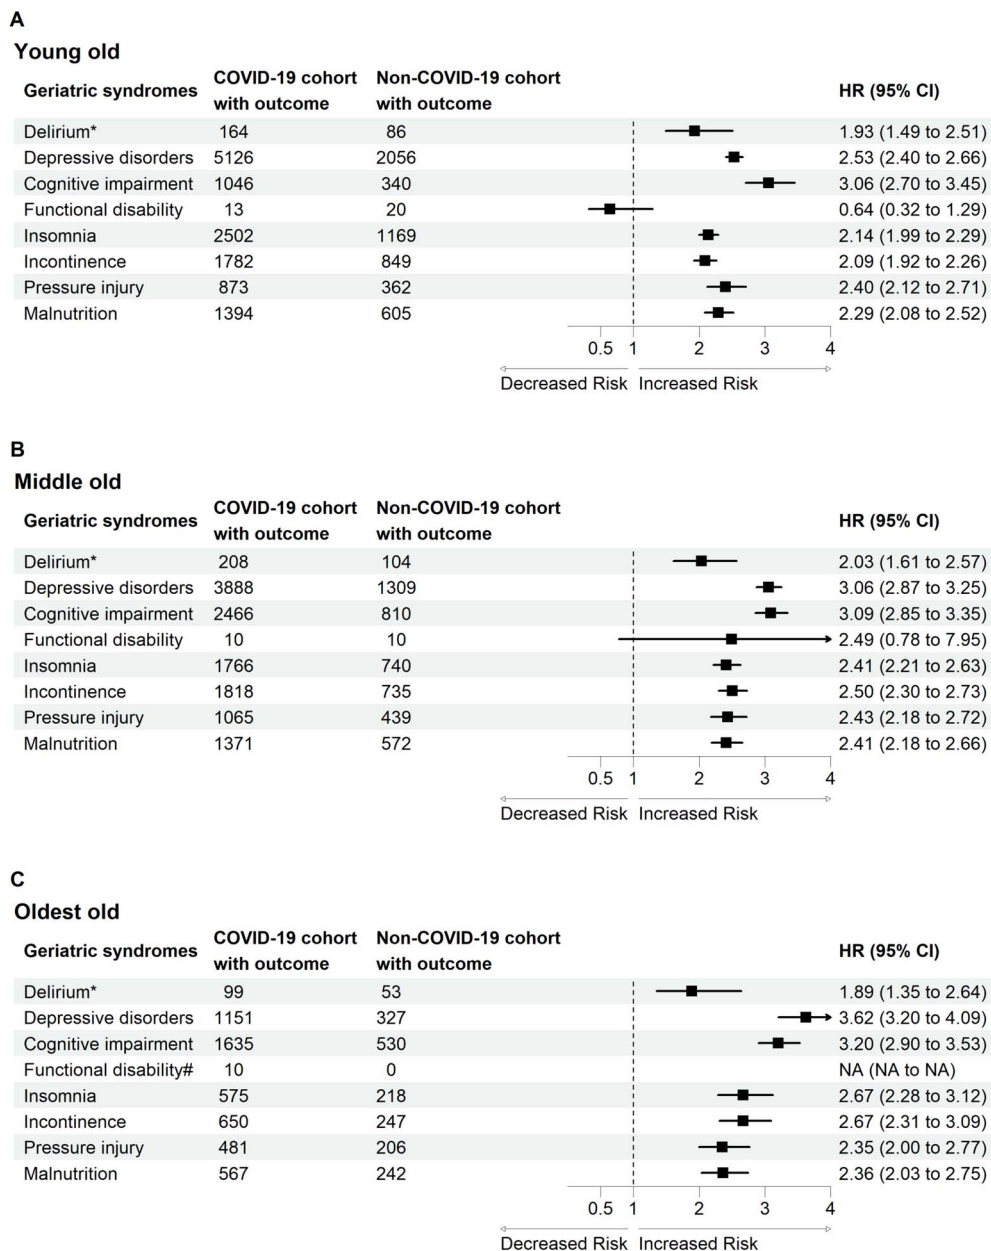 A
Young old
Geriatric syndromes COVID-19 cohort with outcome Non-COVID-19 cohort with outcome HR (95% CI)
Delirium* 164 86 1.93 (1.49 to 2.51)
Depressive disorders 5126 2056 2.53 (2.40 to 2.66)
Cognitive impairment 1046 340 3.06 (2.70 to 3.45)
Functional disability 13 20 0.64 (0.32 to 1.29)
Insomnia 2502 1169 2.14 (1.99 to 2.29)
Incontinence 1782 849 2.09 (1.92 to 2.26)
Pressure injury 873 362 2.40 (2.12 to 2.71)
Malnutrition 1394 605 2.29 (2.08 to 2.52)
0.5 1 2 3 4
Decreased Risk Increased Risk
B
Middle old
Geriatric syndromes COVID-19 cohort with outcome Non-COVID-19 cohort with outcome HR (95% CI)
Delirium* 208 104 2.03 (1.61 to 2.57)
Depressive disorders 3888 1309 3.06 (2.87 to 3.25)
Cognitive impairment 2466 810 3.09 (2.85 to 3.35)
Functional disability 10 10 2.49 (0.78 to 7.95)
Insomnia 1766 740 2.41 (2.21 to 2.63)
Incontinence 1818 735 2.50 (2.30 to 2.73)
Pressure injury 1065 439 2.43 (2.18 to 2.72)
Malnutrition 1371 572 2.41 (2.18 to 2.66)
0.5 1 2 3 4
Decreased Risk Increased Risk
C
Oldest old
Geriatric syndromes COVID-19 cohort with outcome Non-COVID-19 cohort with outcome HR (95% CI)
Delirium* 99 53 1.89 (1.35 to 2.64)
Depressive disorders 1151 327 3.62 (3.20 to 4.09)
Cognitive impairment 1635 530 3.20 (2.90 to 3.53)
Functional disability# 10 0 NA (NA to NA)
Insomnia 575 218 2.67 (2.28 to 3.12)
Incontinence 650 247 2.67 (2.31 to 3.09)
Pressure injury 481 206 2.35 (2.00 to 2.77)
Malnutrition 567 242 2.36 (2.03 to 2.75)
0.5 1 2 3 4
Decreased Risk Increased Risk